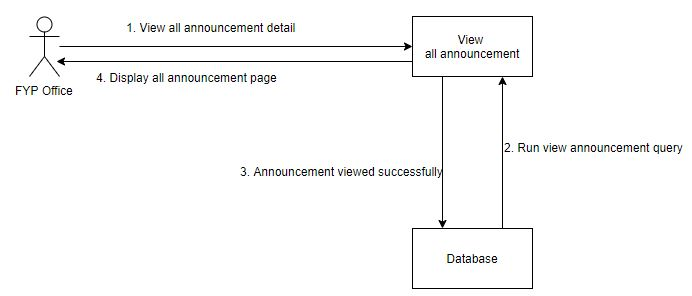 1. View all announcement detail
View
all announcement
4. Display all announcement page
FYP Office
2. Run view announcement query
3. Announcement viewed successfully
Database